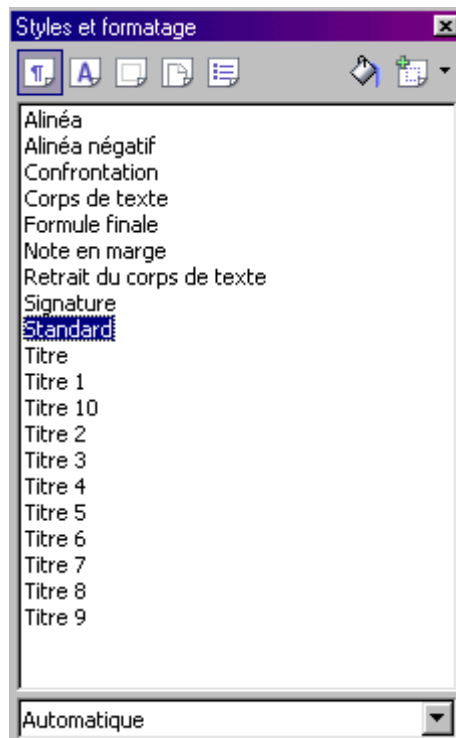 Styles et formatage
Alinéa
Alinéa négatif
Confrontation
Corps de texte
Formule finale
Note en marge
Retrait du corps de texte
Signature
Standard
Titre
Titre 1
Titre 10
Titre 2
Titre 3
Titre 4
Titre 5
Titre 6
Titre 7
Titre 8
Titre 9
Automatique